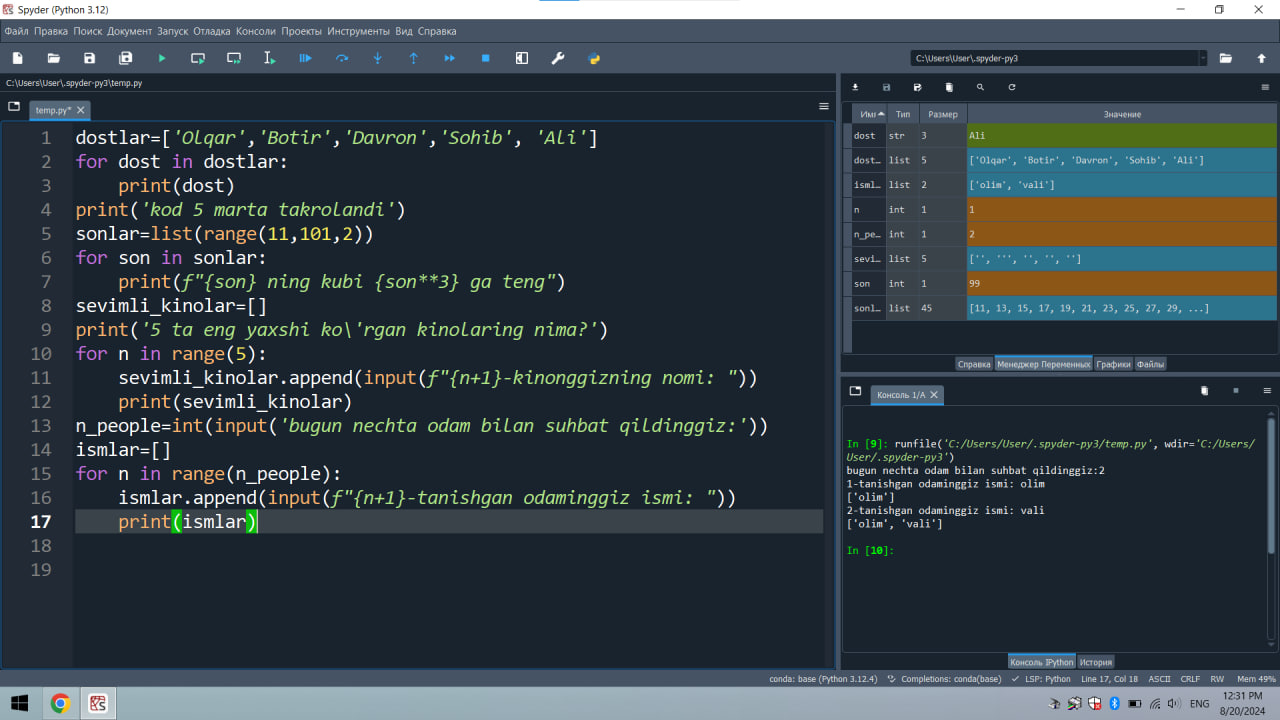 Spyder (Python 3.12)
Файл Правка Поиск Документ Запуск Отладка Консоли Проекты Инструменты Вид Справка
C:\Users\User\.spyder-py3
C:\Users\User\.spyder-py3\temp.py
temp.py*
1 dostlar=['Olqar','Botir','Davron','Sohib', 'Ali']
2 for dost in dostlar:
3 print(dost)
4 print('kod 5 marta takrolandi')
5 sonlar=list(range(11,101,2))
6 for son in sonlar:
7 print(f"{son} ning kubi {son**3} ga teng")
8 sevimli_kinolar=[]
9 print('5 ta eng yaxshi ko\'rgan kinolaring nima?')
10 for n in range(5):
11 sevimli_kinolar.append(input(f"{n+1}-kinonggizning nomi: "))
12 print(sevimli_kinolar)
13 n_people=int(input('bugun nechta odam bilan suhbat qildinggiz:'))
14 ismlar=[]
15 for n in range(n_people):
16 ismlar.append(input(f"{n+1}-tanishgan odaminggiz ismi: "))
17 print(ismlar)
18
19
Имя Тип Размер Значение
dost str 3 Ali
dost… list 5 ['Olqar', 'Botir', 'Davron', 'Sohib', 'Ali']
isml… list 2 ['olim', 'vali']
n int 1 1
n_pe… int 1 2
sevi… list 5 ['', ''', '', '', '']
son int 1 99
sonl… list 45 [11, 13, 15, 17, 19, 21, 23, 25, 27, 29, ...]
Справка Менеджер Переменных Графики Файлы
Консоль 1/A
In [9]: runfile('C:/Users/User/.spyder-py3/temp.py', wdir='C:/Users/
User/.spyder-py3')
bugun nechta odam bilan suhbat qildinggiz:2
1-tanishgan odaminggiz ismi: olim
['olim']
2-tanishgan odaminggiz ismi: vali
['olim', 'vali']
In [10]:
Консоль IPython История
conda: base (Python 3.12.4) Completions: conda(base) LSP: Python Line 17, Col 18 ASCII CRLF RW Mem 49%
ENG
12:31 PM
8/20/2024